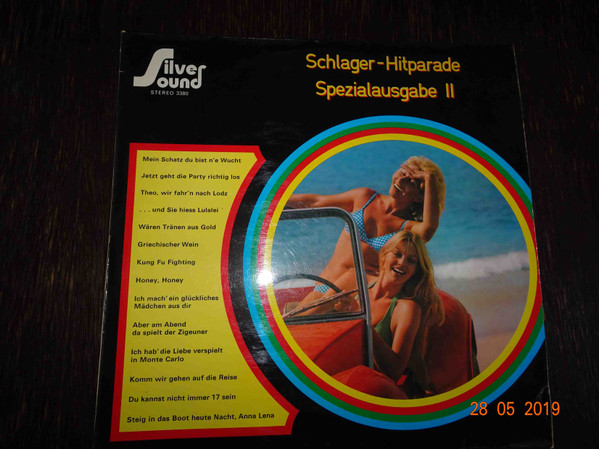 Silver Sound
STEREO 3380
Schlager-Hitparade
Spezialausgabe II
Mein Schatz du bist n'e Wucht
Jetzt geht die Party richtig los
Theo, wir fahr'n nach Lodz
. . . und Sie hiess Lulalei
Wären Tränen aus Gold
Griechischer Wein
Kung Fu Fighting
Honey, Honey
Ich mach' ein glückliches
Mädchen aus dir
Aber am Abend
da spielt der Zigeuner
Ich hab' die Liebe verspielt
in Monte Carlo
Komm wir gehen auf die Reise
Du kannst nicht immer 17 sein
Steig in das Boot heute Nacht, Anna Lena
28 05 2019